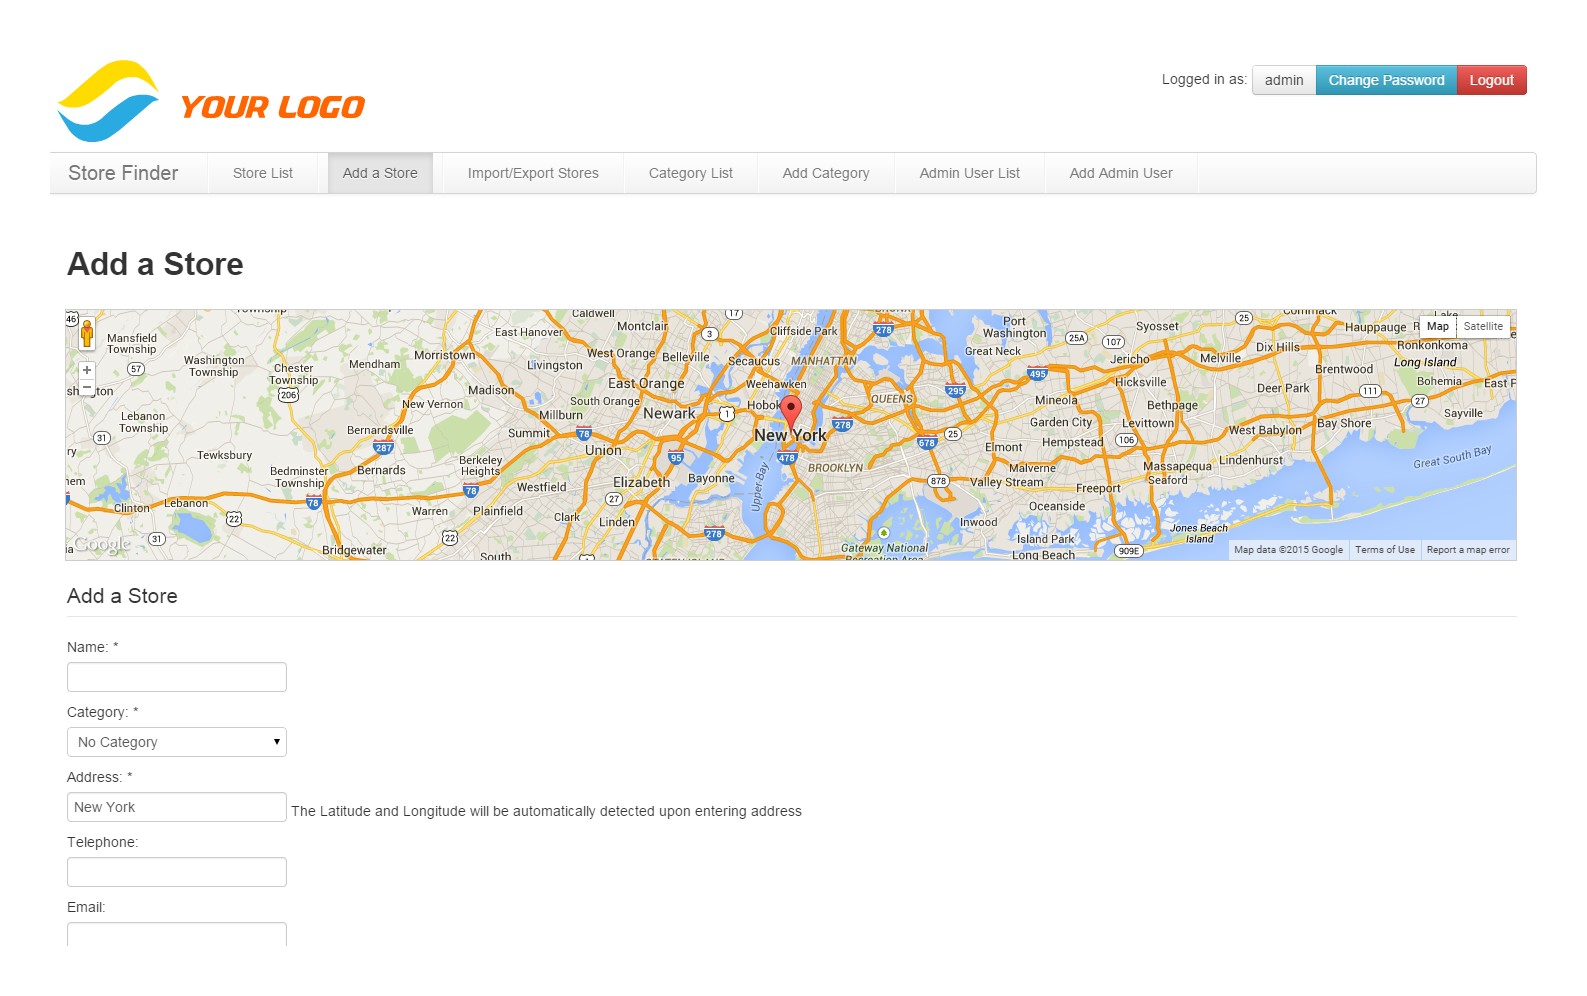 YOUR LOGO
Logged in as: admin Change Password Logout
Store Finder Store List Add a Store Import/Export Stores Category List Add Category Admin User List Add Admin User
Add a Store
Map Satellite
Mansfield Township
Washington Township
Chester Township
Mendham
Morristown
East Hanover
Caldwell
Montclair
Livingston
West Orange
Belleville
Secaucus
Cliffside Park
MANHATTAN
Weehawken
East Orange
South Orange
Newark
Madison
Millburn
New Vernon
Bernardsville
Summit
Union
New York
BROOKLYN
QUEENS
Port Washington
Great Neck
Syosset
Jericho
Hicksville
Melville
Dix Hills
Commack
Hauppauge
Ronkonkoma
Long Island
Brentwood
Bohemia
Deer Park
Sayville
Bay Shore
West Babylon
Lindenhurst
Bethpage
Levittown
Mineola
Garden City
Hempstead
Elmont
Malverne
Valley Stream
Massapequa
Seaford
Freeport
Oceanside
Inwood
Island Park
Long Beach
Jones Beach Island
Great South Bay
Gateway National Recreation Area
Upper Bay
Bayonne
Elizabeth
Linden
Clark
Westfield
Plainfield
Berkeley Heights
Warren
Bernards
Bedminster Township
Tewksbury
Lebanon Township
Clinton
Lebanon
Bridgewater
South
Google
Map data ©2015 Google Terms of Use Report a map error
Add a Store
Name: *
Category: *
No Category
Address: *
New York The Latitude and Longitude will be automatically detected upon entering address
Telephone:
Email: